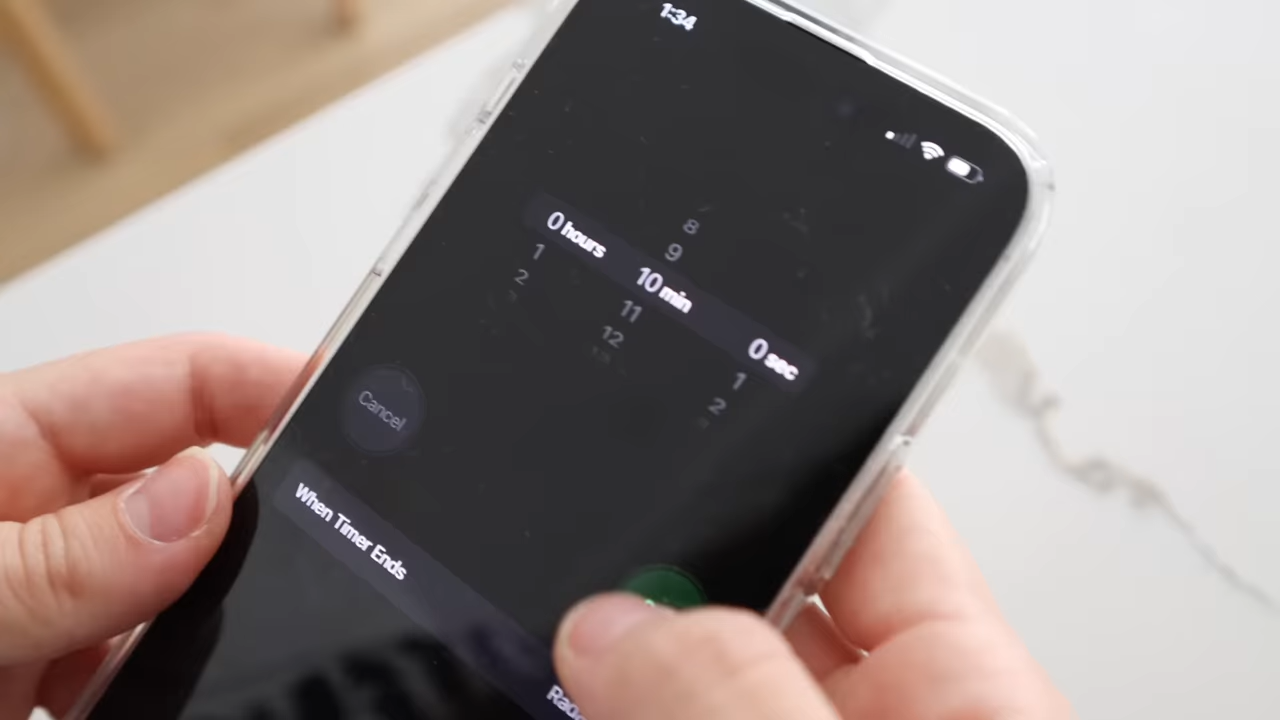 1:34
8
9
0 hours 10 min 0 sec
1 11 1
2 12 2
Cancel
When Timer Ends